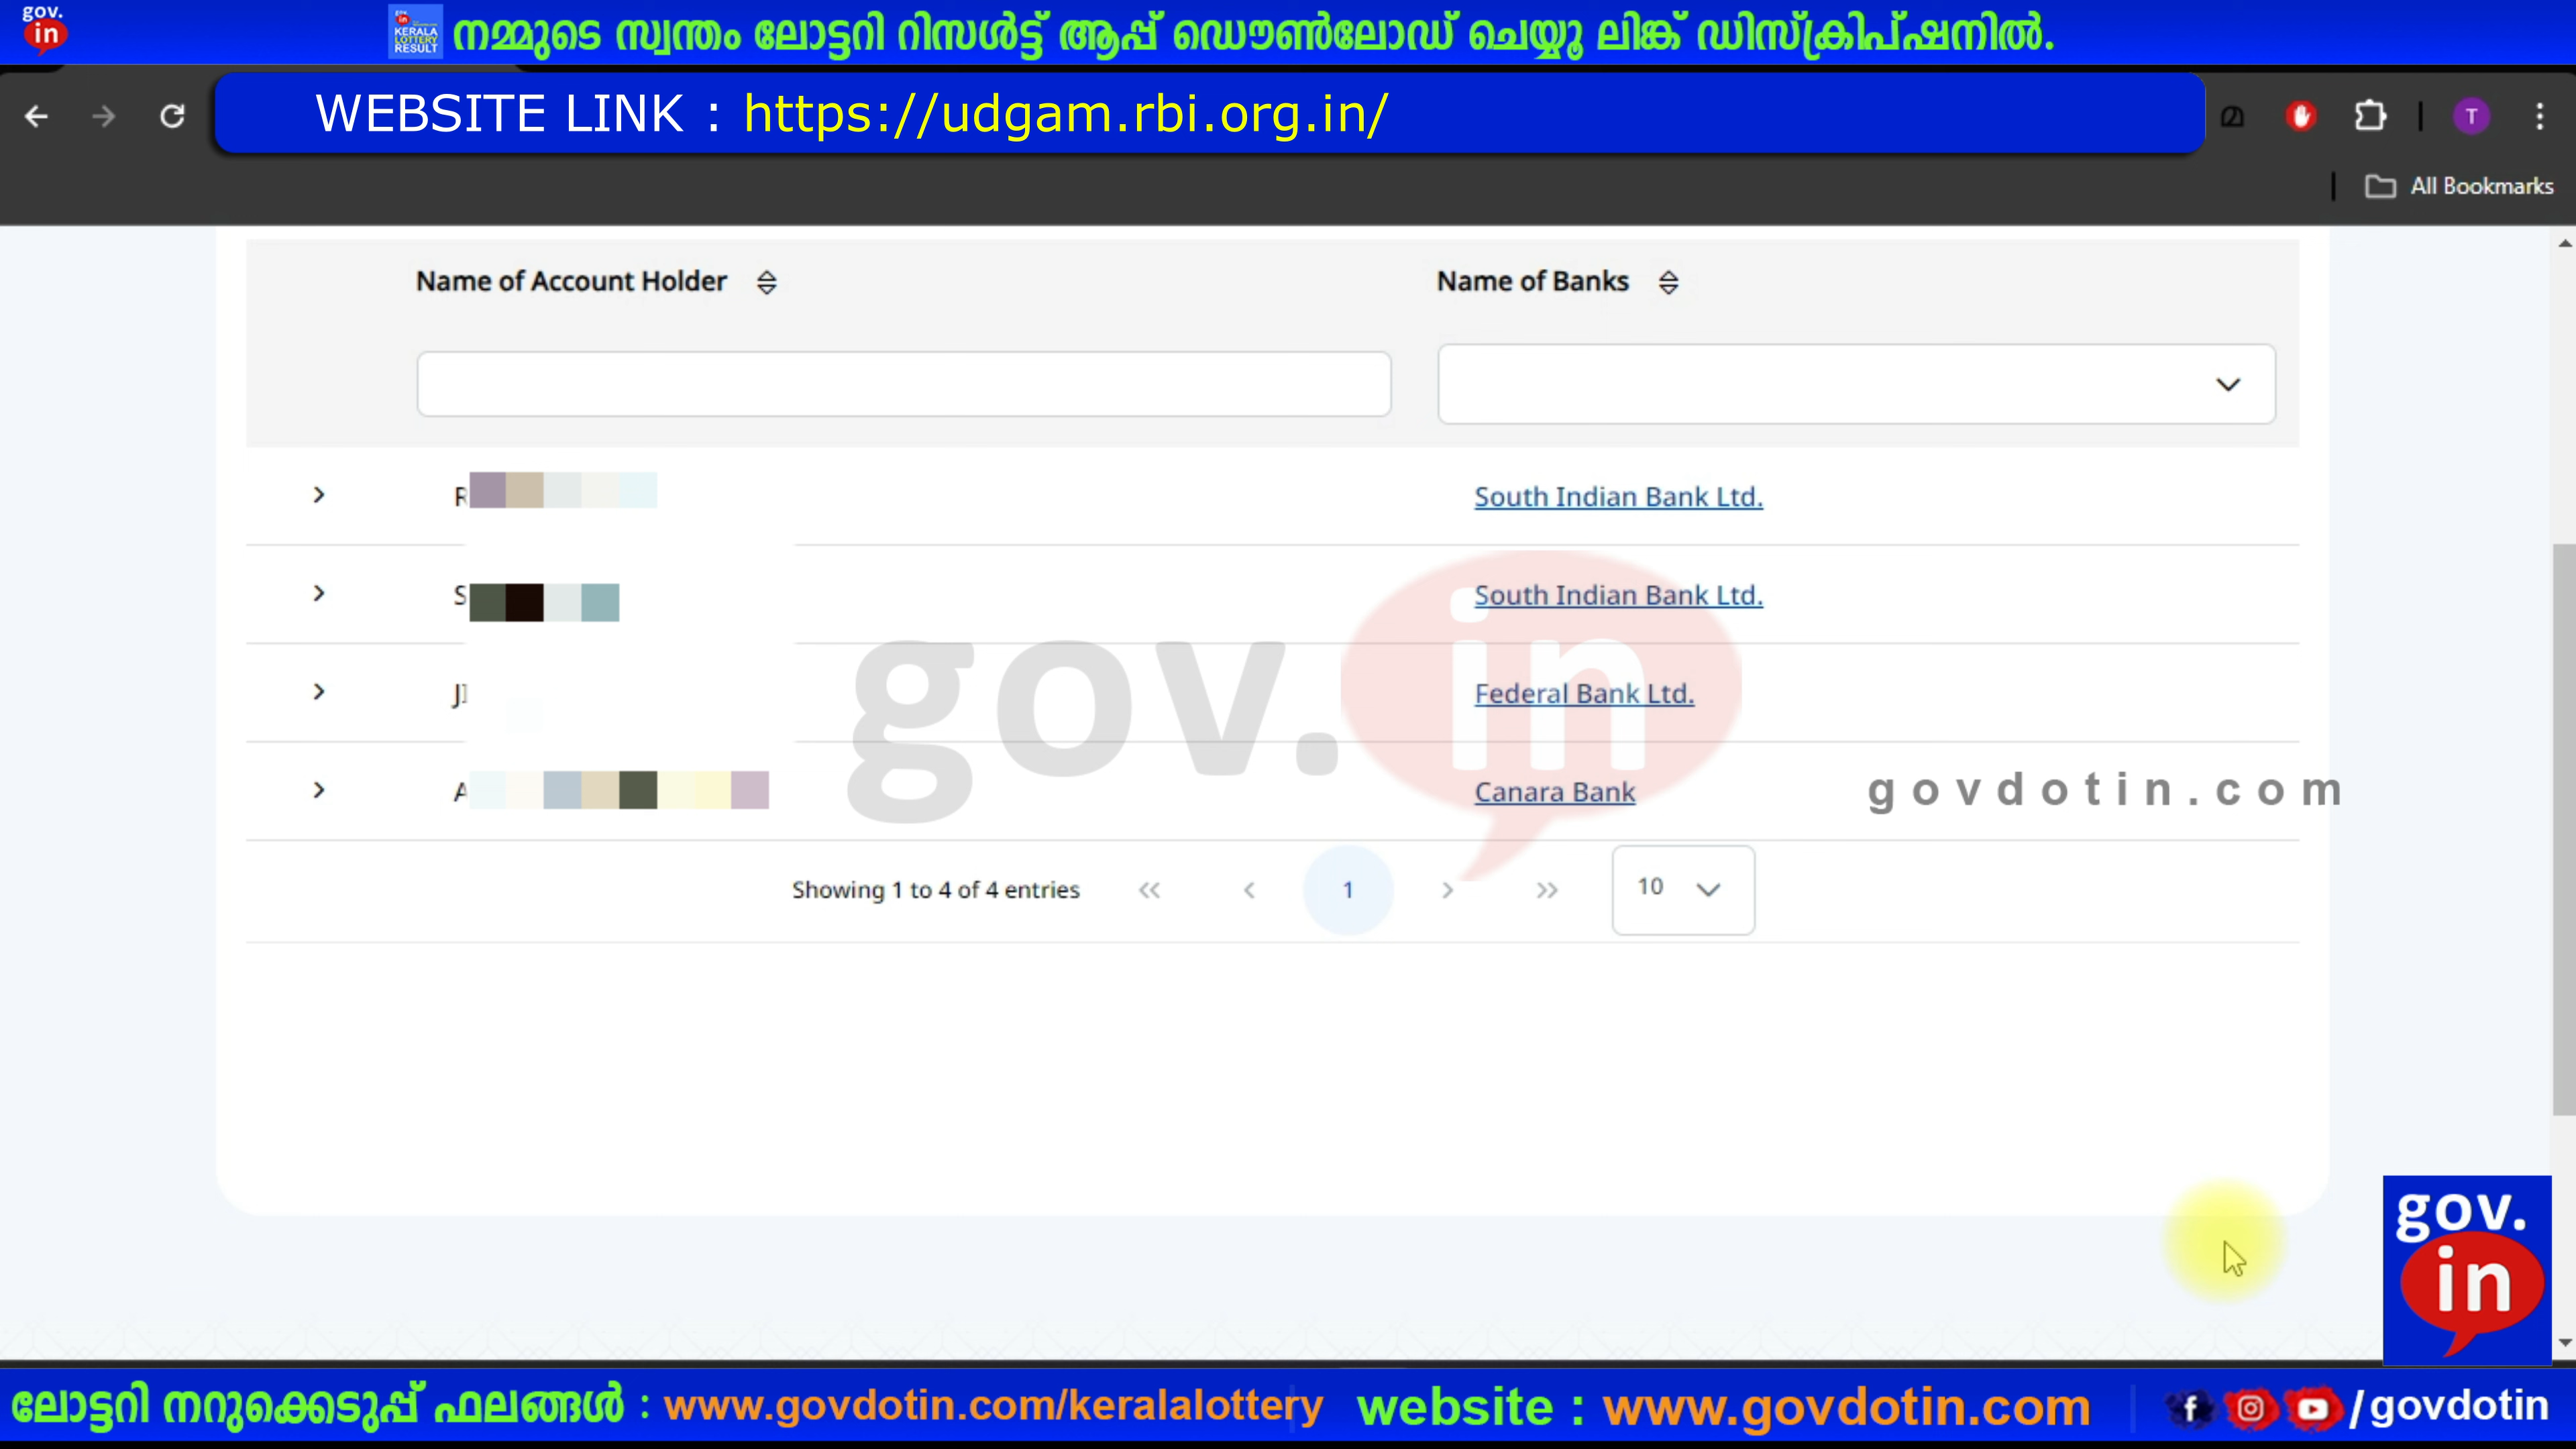 gov.
in
KERALA
LOTTERY
RESULT
നമ്മുടെ സ്വന്തം ലോട്ടറി റിസൾട്ട് ആപ്പ് ഡൌൺലോഡ് ചെയ്യൂ ലിങ്ക് ഡിസ്ക്രിപ്ഷനിൽ.
WEBSITE LINK : https://udgam.rbi.org.in/
T
All Bookmarks
Name of Account Holder
Name of Banks
R
South Indian Bank Ltd.
S
South Indian Bank Ltd.
Federal Bank Ltd.
gov.in
A
Canara Bank
govdotin.com
Showing 1 to 4 of 4 entries
1
10
gov.
in
ലോട്ടറി നറുക്കെടുപ്പ് ഫലങ്ങൾ : www.govdotin.com/keralalottery
website : www.govdotin.com
/govdotin